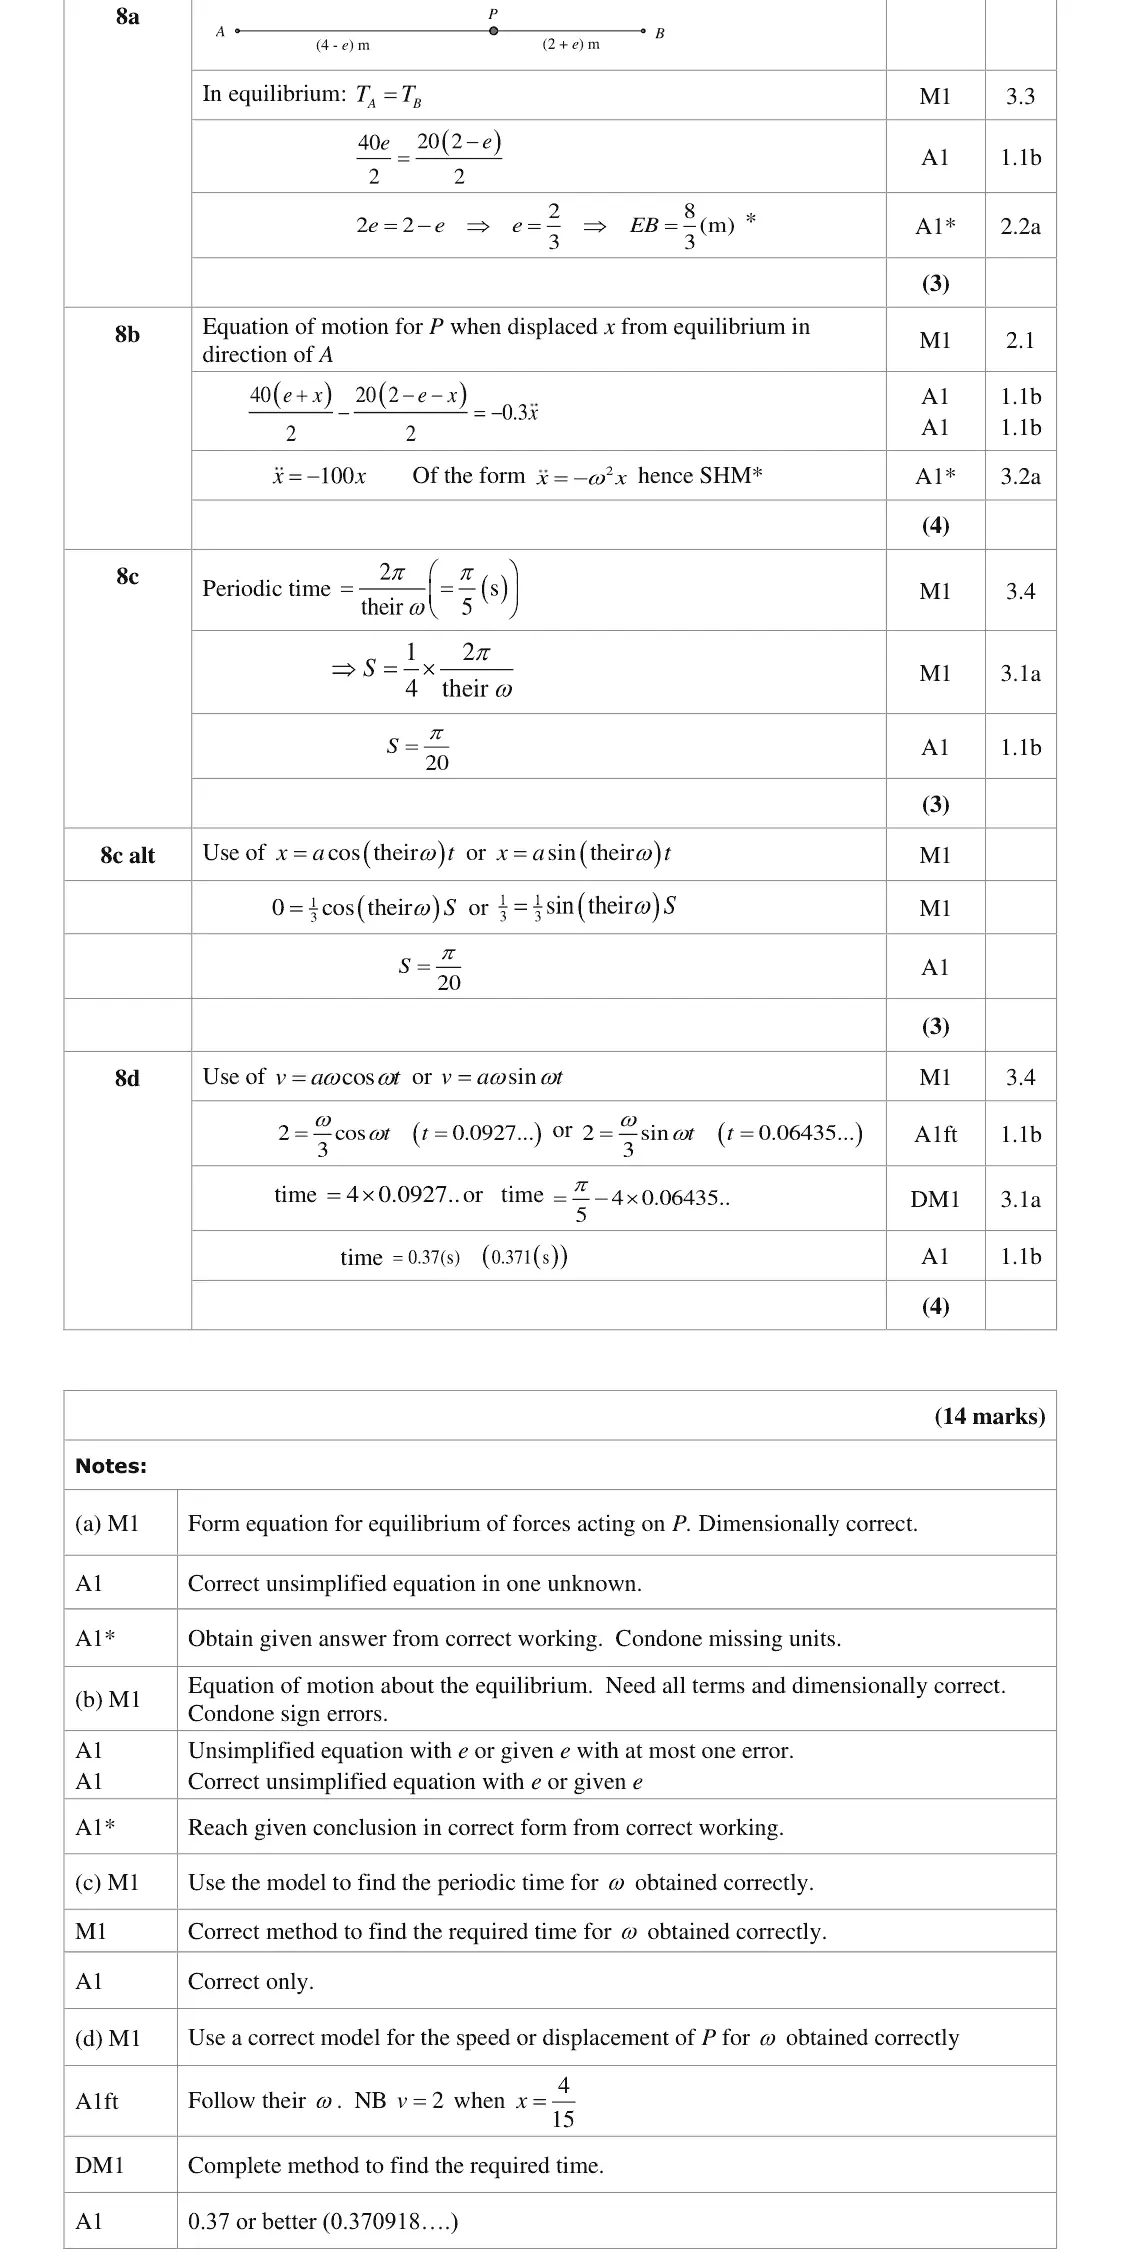 8a
A P B
(4 - e) m (2 + e) m
In equilibrium: T_A = T_B M1 3.3
40e/2 = 20(2 − e)/2 A1 1.1b
2e = 2 − e ⇒ e = 2/3 ⇒ EB = 8/3 (m) * A1* 2.2a
(3)
8b Equation of motion for P when displaced x from equilibrium in
direction of A M1 2.1
40(e + x)/2 − 20(2 − e − x)/2 = −0.3ẍ A1 1.1b
A1 1.1b
ẍ = −100x Of the form ẍ = −ω²x hence SHM* A1* 3.2a
(4)
8c Periodic time = 2π/their ω (= π/5 (s)) M1 3.4
⇒ S = 1/4 × 2π/their ω M1 3.1a
S = π/20 A1 1.1b
(3)
8c alt Use of x = a cos(their ω)t or x = a sin(their ω)t M1
0 = 1/3 cos(their ω)S or 1/3 = 1/3 sin(their ω)S M1
S = π/20 A1
(3)
8d Use of v = aω cos ωt or v = aω sin ωt M1 3.4
2 = ω/3 cos ωt (t = 0.0927...) or 2 = ω/3 sin ωt (t = 0.06435...) A1ft 1.1b
time = 4 × 0.0927.. or time = π/5 − 4 × 0.06435.. DM1 3.1a
time = 0.37(s) (0.371(s)) A1 1.1b
(4)
(14 marks)
Notes:
(a) M1 Form equation for equilibrium of forces acting on P. Dimensionally correct.
A1 Correct unsimplified equation in one unknown.
A1* Obtain given answer from correct working. Condone missing units.
(b) M1 Equation of motion about the equilibrium. Need all terms and dimensionally correct.
Condone sign errors.
A1 Unsimplified equation with e or given e with at most one error.
A1 Correct unsimplified equation with e or given e
A1* Reach given conclusion in correct form from correct working.
(c) M1 Use the model to find the periodic time for ω obtained correctly.
M1 Correct method to find the required time for ω obtained correctly.
A1 Correct only.
(d) M1 Use a correct model for the speed or displacement of P for ω obtained correctly
A1ft Follow their ω. NB v = 2 when x = 4/15
DM1 Complete method to find the required time.
A1 0.37 or better (0.370918….)